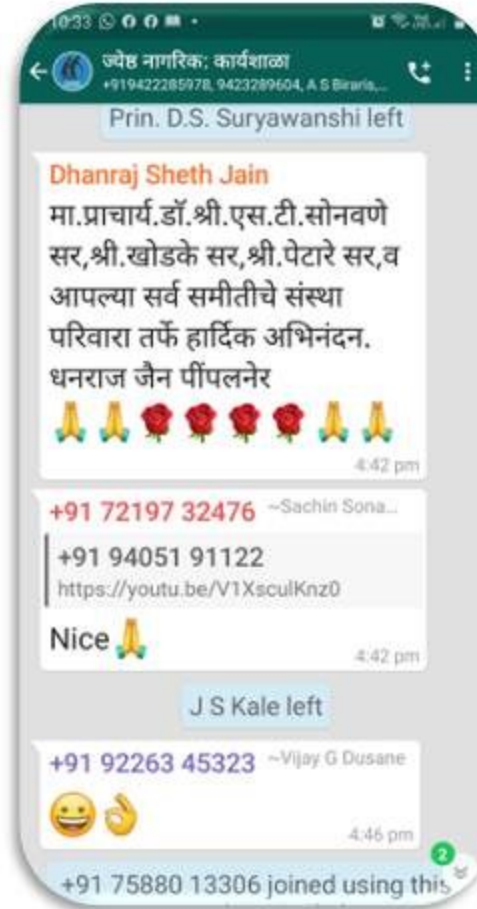 10:33
ज्येष्ठ नागरिक: कार्यशाळा
+919422285978, 9423289604, A S Biraris,...
Prin. D.S. Suryawanshi left
Dhanraj Sheth Jain
मा.प्राचार्य.डॉ.श्री.एस.टी.सोनवणे
सर,श्री.खोडके सर,श्री.पेटारे सर,व
आपल्या सर्व समीतीचे संस्था
परिवारा तर्फे हार्दिक अभिनंदन.
धनराज जैन पींपलनेर
🙏🙏🌹🌹🌹🌹🙏🙏
4:42 pm
+91 72197 32476 ~Sachin Sona...
+91 94051 91122
https://youtu.be/V1XsculKnz0
Nice🙏
4:42 pm
J S Kale left
+91 92263 45323 ~Vijay G Dusane
😀👌
4:46 pm
2
+91 75880 13306 joined using this